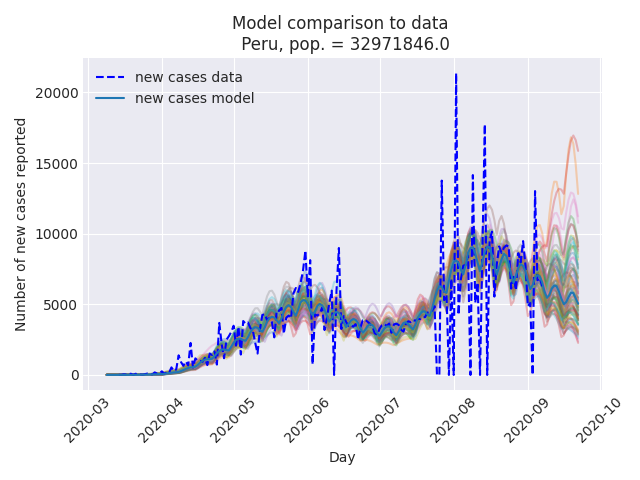 Model comparison to data
Peru, pop. = 32971846.0
new cases data
new cases model
Number of new cases reported
20000
15000
10000
5000
0
2020-03
2020-04
2020-05
2020-06
2020-07
2020-08
2020-09
2020-10
Day